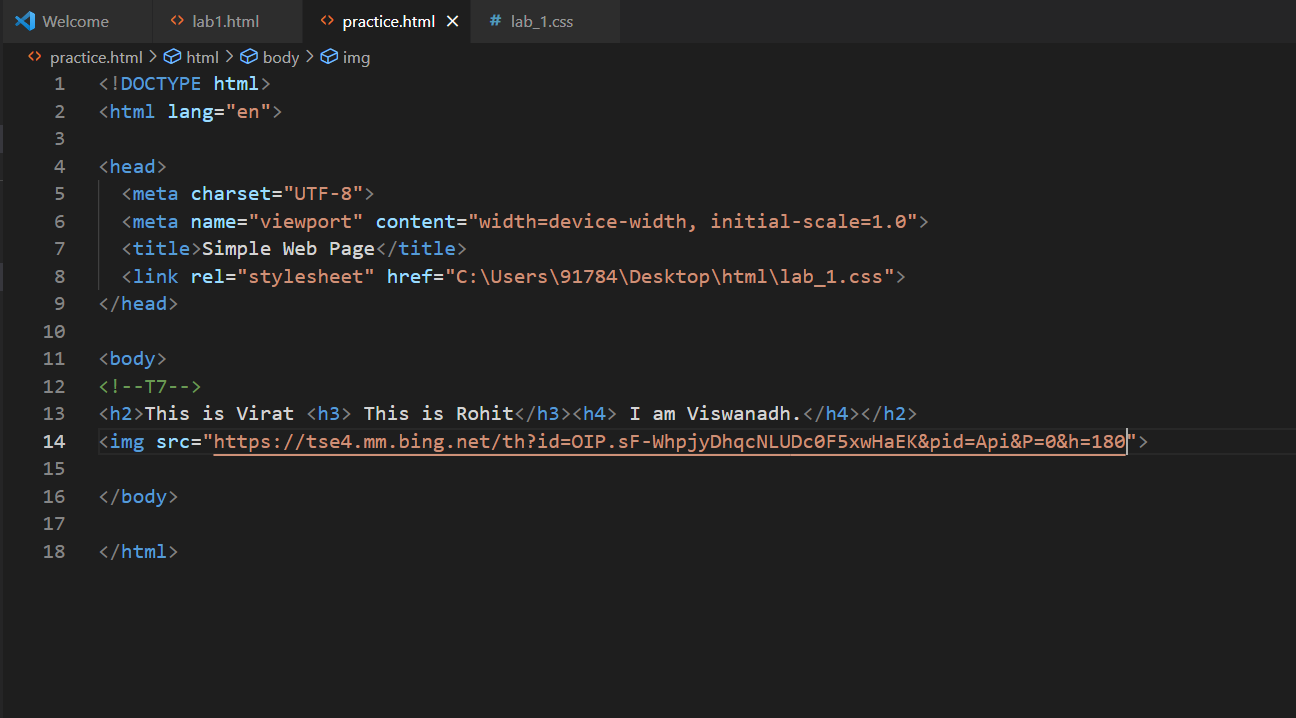 Welcome lab1.html practice.html lab_1.css
practice.html > html > body > img
1 <!DOCTYPE html>
2 <html lang="en">
3
4 <head>
5 <meta charset="UTF-8">
6 <meta name="viewport" content="width=device-width, initial-scale=1.0">
7 <title>Simple Web Page</title>
8 <link rel="stylesheet" href="C:\Users\91784\Desktop\html\lab_1.css">
9 </head>
10
11 <body>
12 <!--T7-->
13 <h2>This is Virat <h3> This is Rohit</h3><h4> I am Viswanadh.</h4></h2>
14 <img src="https://tse4.mm.bing.net/th?id=OIP.sF-WhpjyDhqcNLUDc0F5xwHaEK&pid=Api&P=0&h=180">
15
16 </body>
17
18 </html>